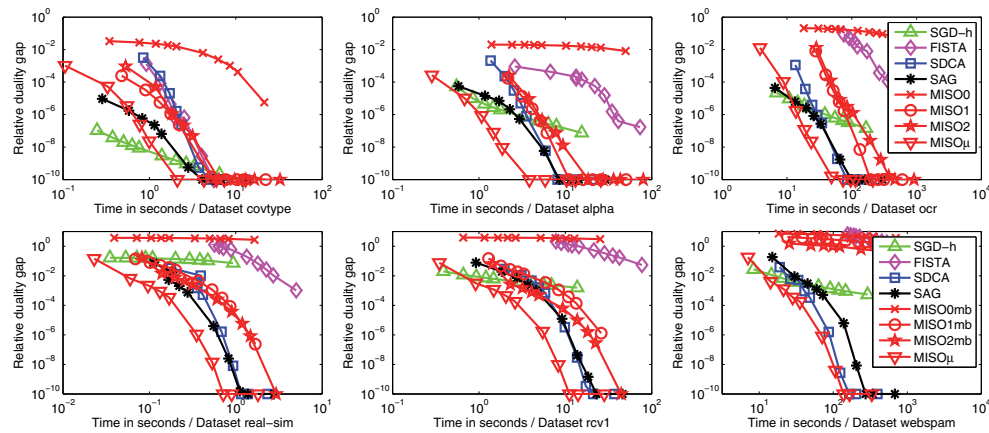 Relative duality gap
10^0
10^−2
10^−4
10^−6
10^−8
10^−10
10^−1 10^0 10^1 10^2
Time in seconds / Dataset covtype
Relative duality gap
10^0
10^−2
10^−4
10^−6
10^−8
10^−10
10^−1 10^0 10^1 10^2
Time in seconds / Dataset alpha
Relative duality gap
10^0
10^−2
10^−4
10^−6
10^−8
10^−10
10^0 10^1 10^2 10^3
Time in seconds / Dataset ocr
SGD-h
FISTA
SDCA
SAG
MISO0
MISO1
MISO2
MISOμ
Relative duality gap
10^0
10^−2
10^−4
10^−6
10^−8
10^−10
10^−2 10^−1 10^0 10^1
Time in seconds / Dataset real−sim
Relative duality gap
10^0
10^−2
10^−4
10^−6
10^−8
10^−10
10^−1 10^0 10^1 10^2
Time in seconds / Dataset rcv1
Relative duality gap
10^0
10^−2
10^−4
10^−6
10^−8
10^−10
10^1 10^2 10^3 10^4
Time in seconds / Dataset webspam
SGD-h
FISTA
SDCA
SAG
MISO0mb
MISO1mb
MISO2mb
MISOμ